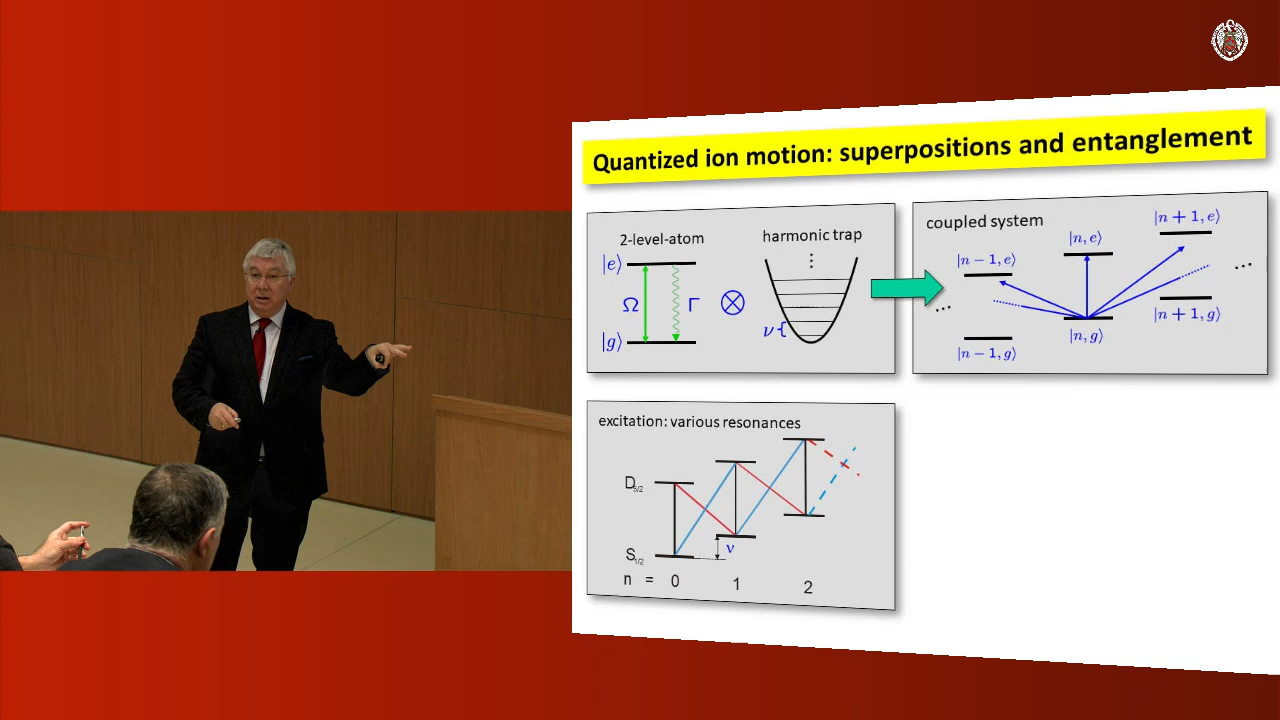 Quantized ion motion: superpositions and entanglement
2-level-atom
harmonic trap
|e⟩
Ω
Γ
⊗
ν{
|g⟩
coupled system
|n − 1, e⟩
|n, e⟩
|n + 1, e⟩
|n − 1, g⟩
|n, g⟩
|n + 1, g⟩
excitation: various resonances
D5/2
S1/2
ν
n = 0 1 2